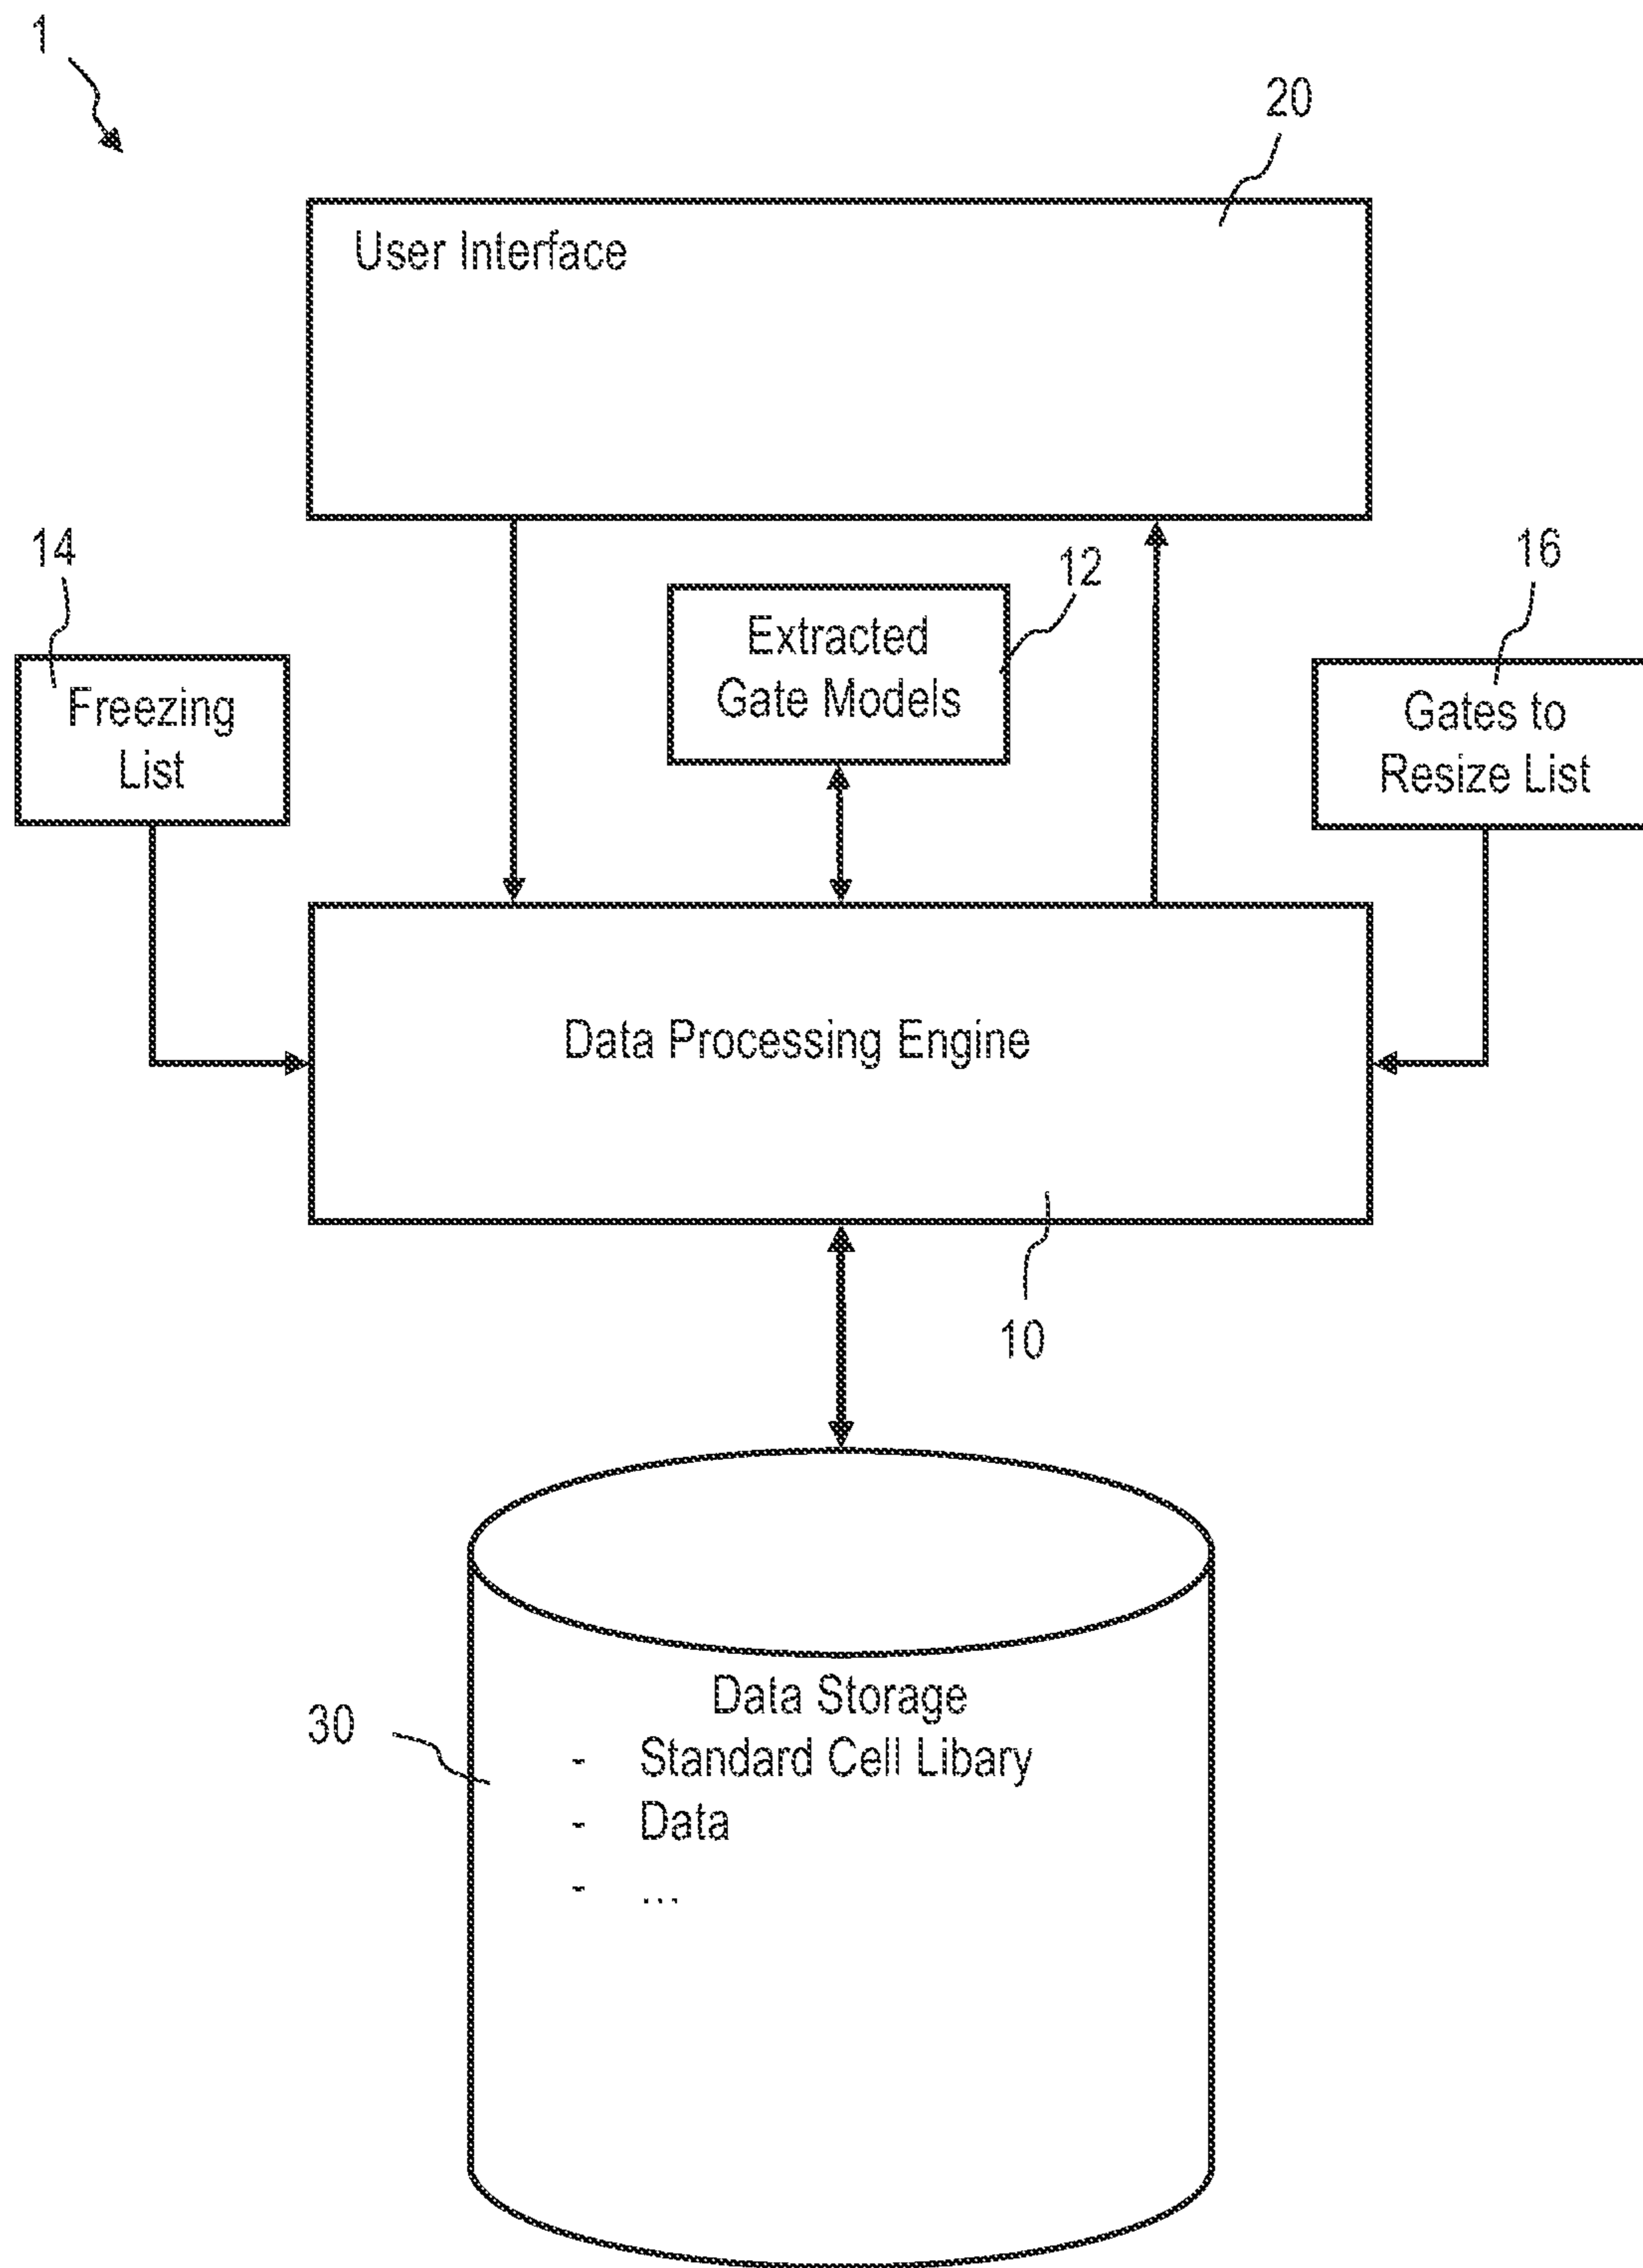 1
20
User Interface
14
12
16
Extracted
Gate Models
Freezing
List
Gates to
Resize List
Data Processing Engine
10
Data Storage
30
- Standard Cell Libary
- Data
- ...